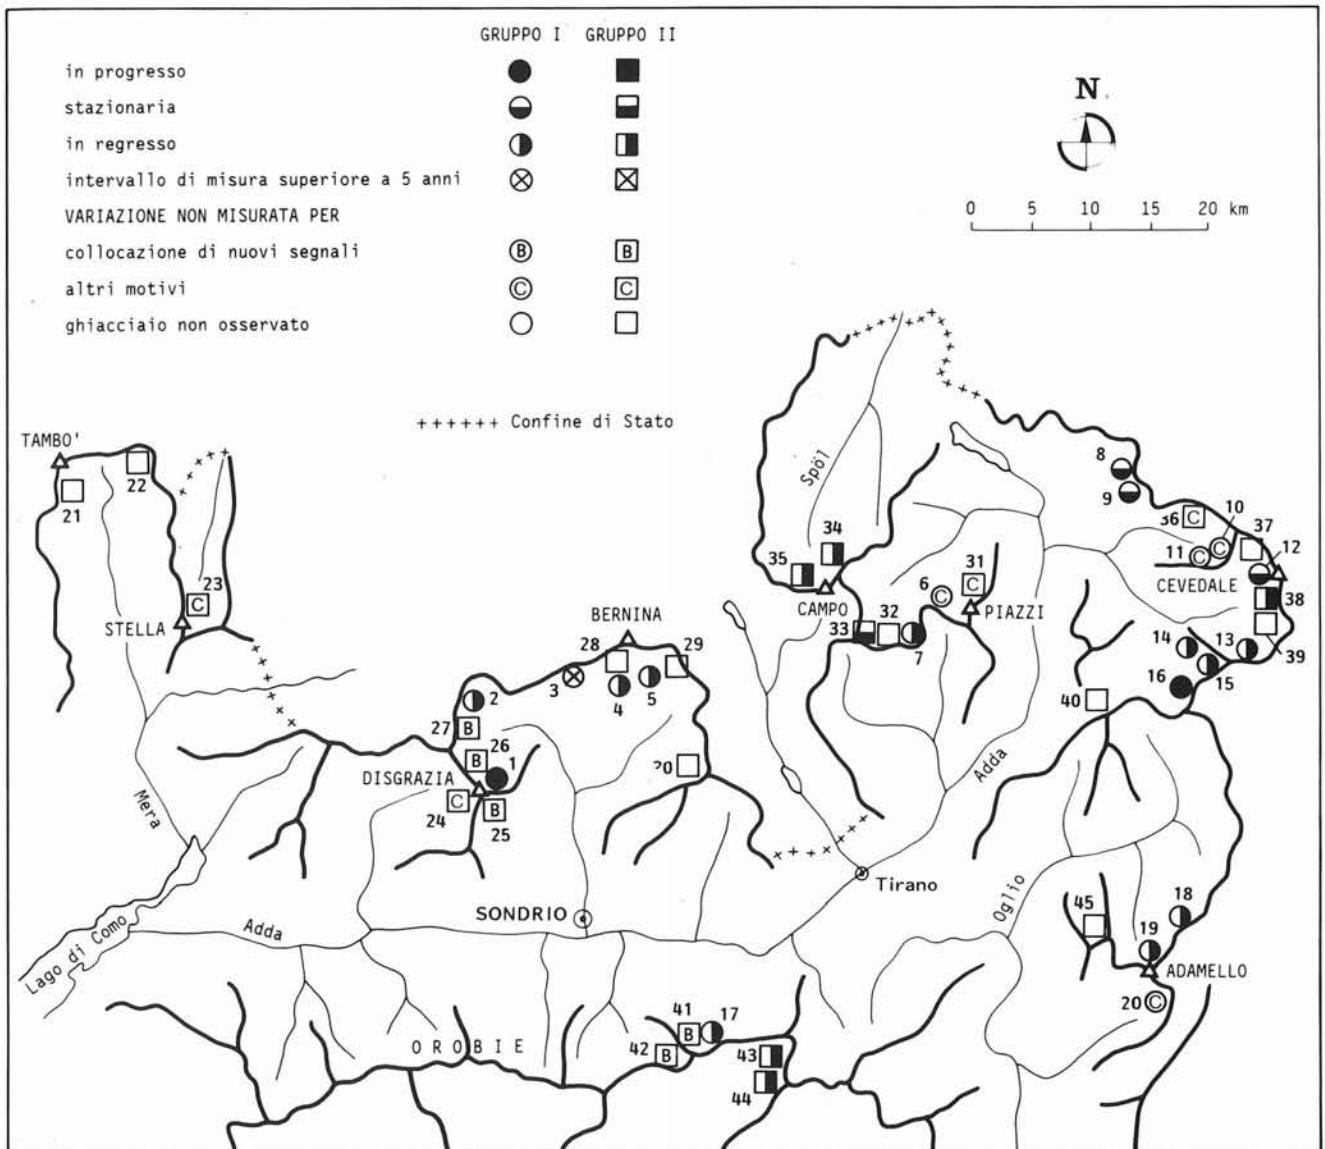 GRUPPO I GRUPPO II
in progresso
stazionaria
in regresso
intervallo di misura superiore a 5 anni
VARIAZIONE NON MISURATA PER
collocazione di nuovi segnali B B
altri motivi C C
ghiacciaio non osservato
N
0 5 10 15 20 km
++++++ Confine di Stato
TAMBO'
22
21
8
Spöl
9
10
36 C
37
34
11 C C
12
35
31
23
6
C
CEVEDALE
C
C
CAMPO
PIAZZI
38
BERNINA
STELLA
33
32
28
29
14
13
7
39
3
5
16
15
4
2
40
27 B
26
B
1
DISGRAZIA
Adda
Mera
C
24
B
25
Tirano
Oglio
45
18
SONDRIO
Adda
19
Lago di Como
ADAMELLO
20 C
41
17
B
OROBIE
42 B
43
44